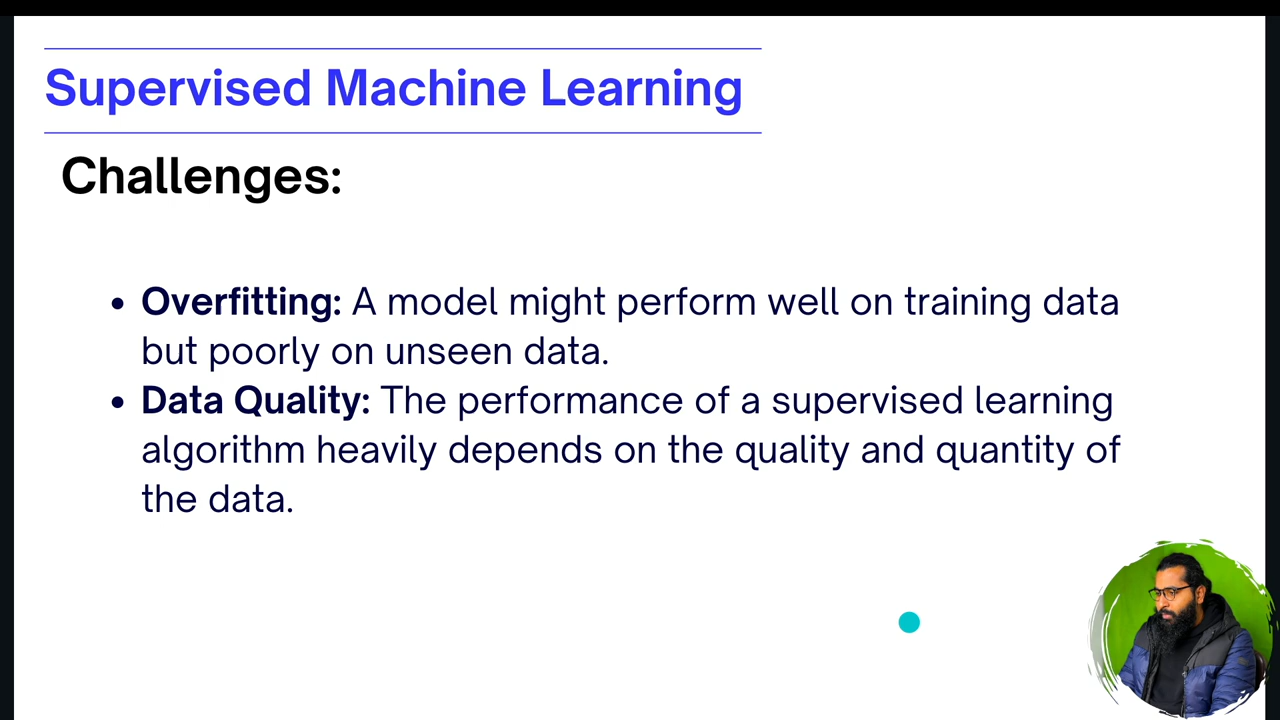 Supervised Machine Learning
Challenges:
• Overfitting: A model might perform well on training data
but poorly on unseen data.
• Data Quality: The performance of a supervised learning
algorithm heavily depends on the quality and quantity of
the data.